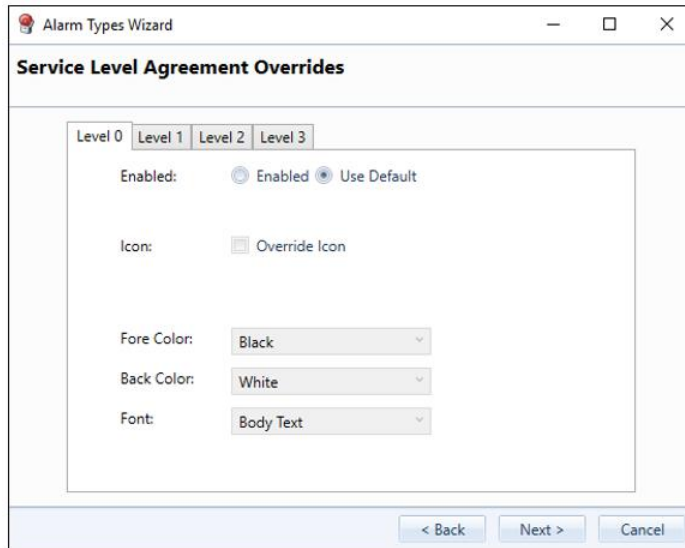 Alarm Types Wizard
Service Level Agreement Overrides
Level 0 Level 1 Level 2 Level 3
Enabled: Enabled Use Default
Icon: Override Icon
Fore Color: Black
Back Color: White
Font: Body Text
< Back Next > Cancel